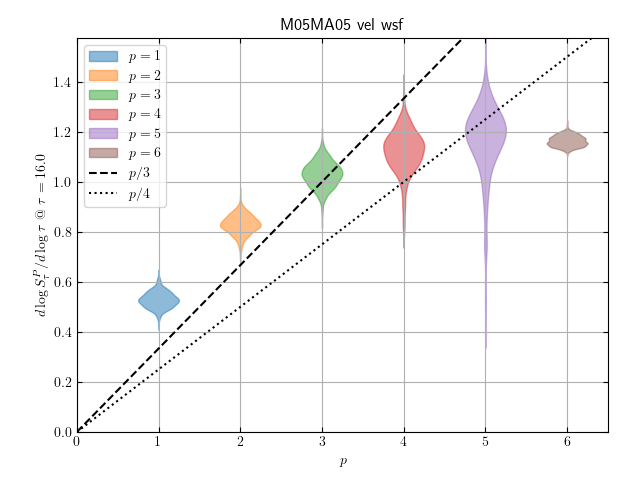 M05MA05 vel wsf
p = 1
p = 2
p = 3
p = 4
p = 5
p = 6
p/3
p/4
d log S_τ^P / d log τ @ τ = 16.0
1.4
1.2
1.0
0.8
0.6
0.4
0.2
0.0
0 1 2 3 4 5 6
p